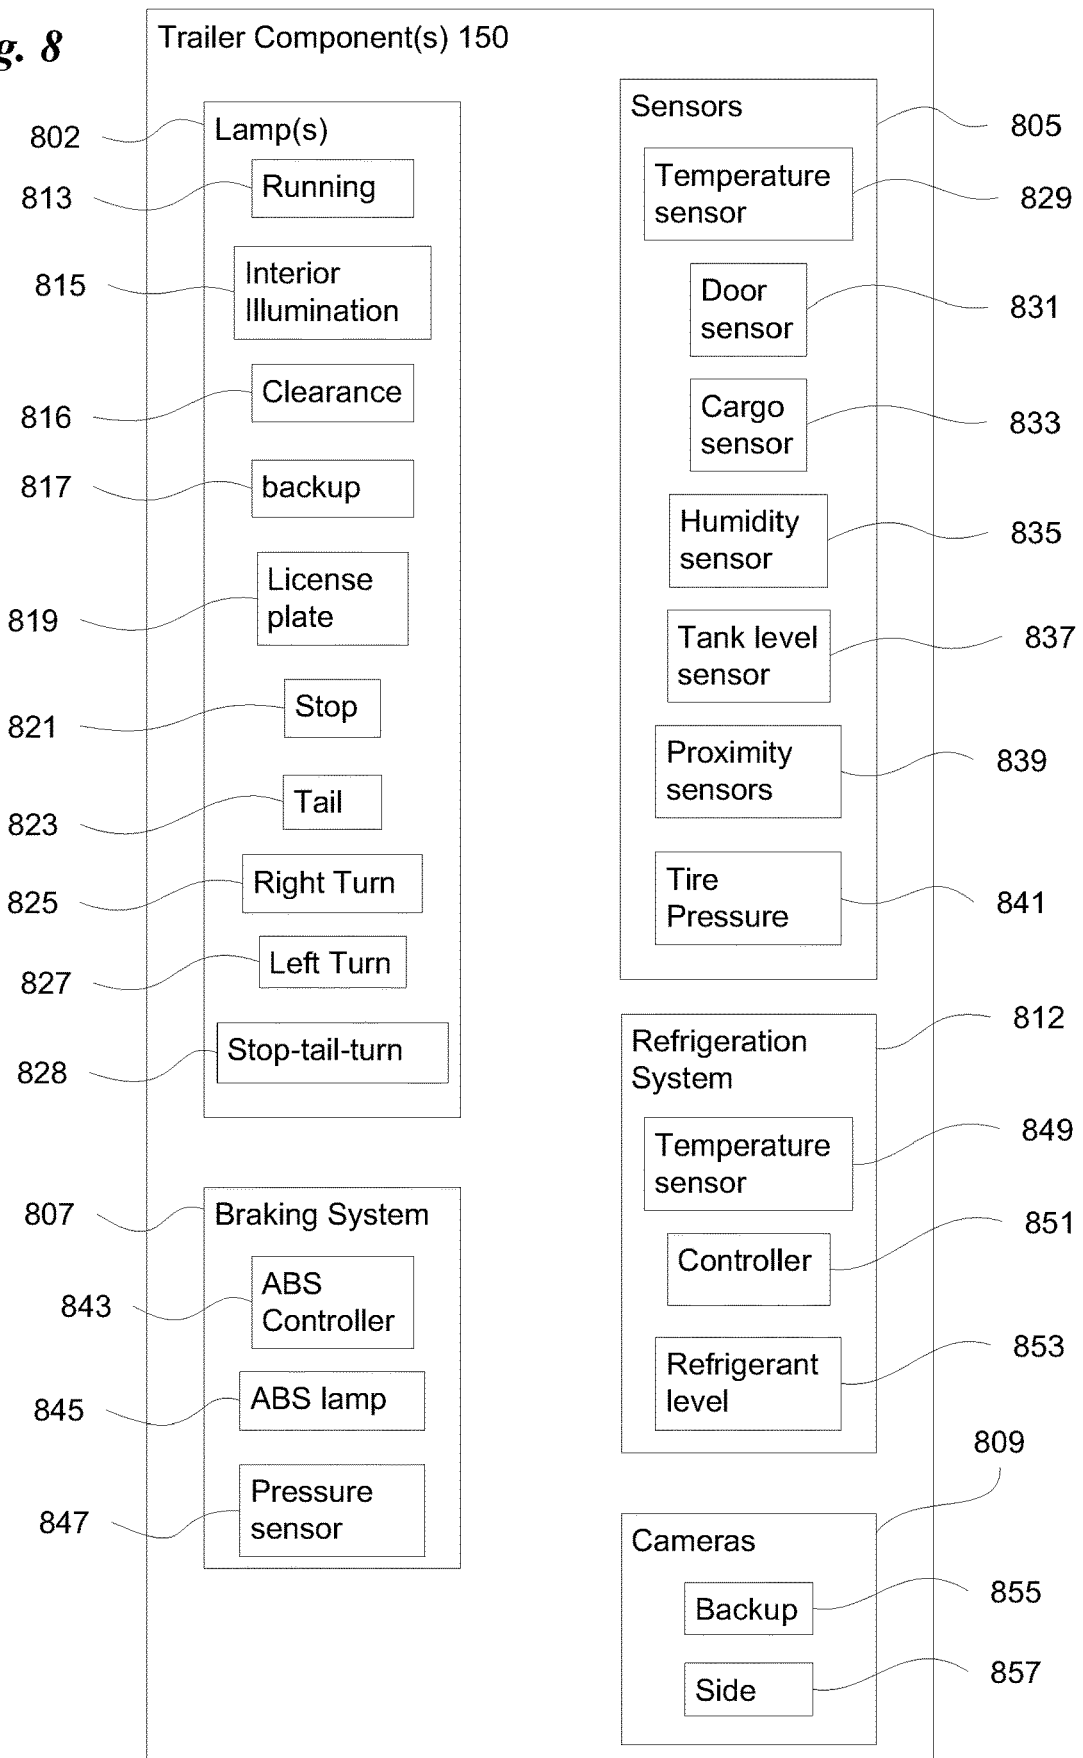 g. 8
Trailer Component(s) 150
802
Lamp(s)
813
Running
815
Interior
Illumination
816
Clearance
817
backup
819
License
plate
821
Stop
823
Tail
825
Right Turn
827
Left Turn
828
Stop-tail-turn
807
Braking System
843
ABS
Controller
845
ABS lamp
847
Pressure
sensor
Sensors
805
Temperature
sensor
829
Door
sensor
831
Cargo
sensor
833
Humidity
sensor
835
Tank level
sensor
837
Proximity
sensors
839
Tire
Pressure
841
812
Refrigeration
System
Temperature
sensor
849
Controller
851
Refrigerant
level
853
809
Cameras
Backup
855
Side
857